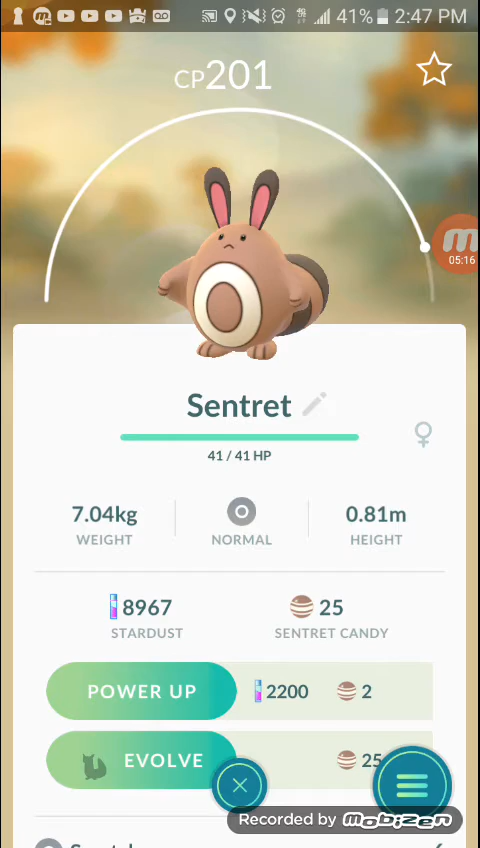 41% 2:47 PM
CP201
05:16
Sentret
41 / 41 HP
7.04kg
WEIGHT
NORMAL
0.81m
HEIGHT
8967
STARDUST
25
SENTRET CANDY
POWER UP 2200 2
EVOLVE 25
Recorded by mobizen